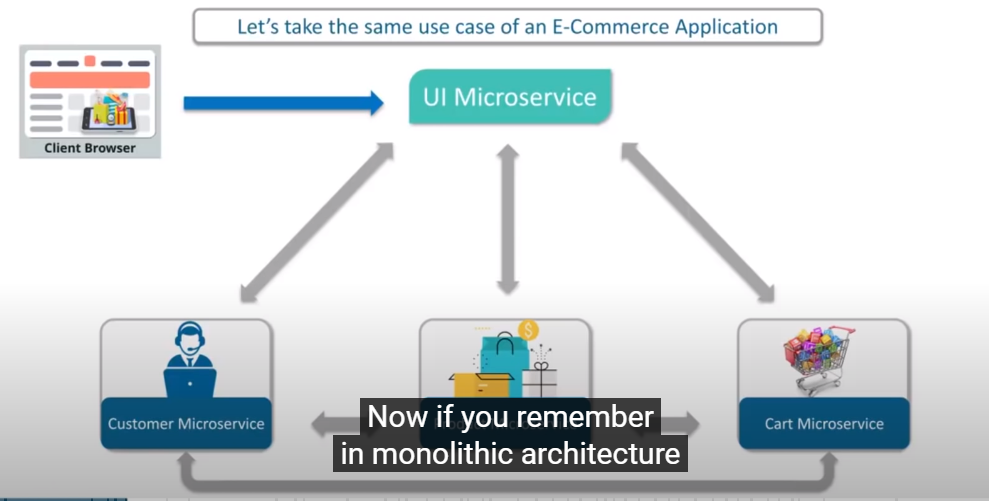 Let's take the same use case of an E-Commerce Application
UI Microservice
Client Browser
Customer Microservice
Cart Microservice
Now if you remember
in monolithic architecture